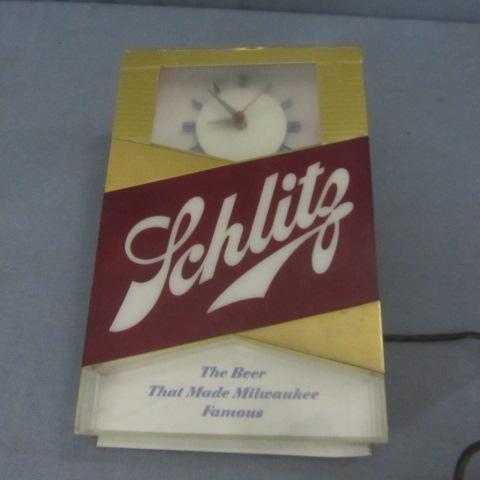 Schlitz
The Beer
That Made Milwaukee
Famous